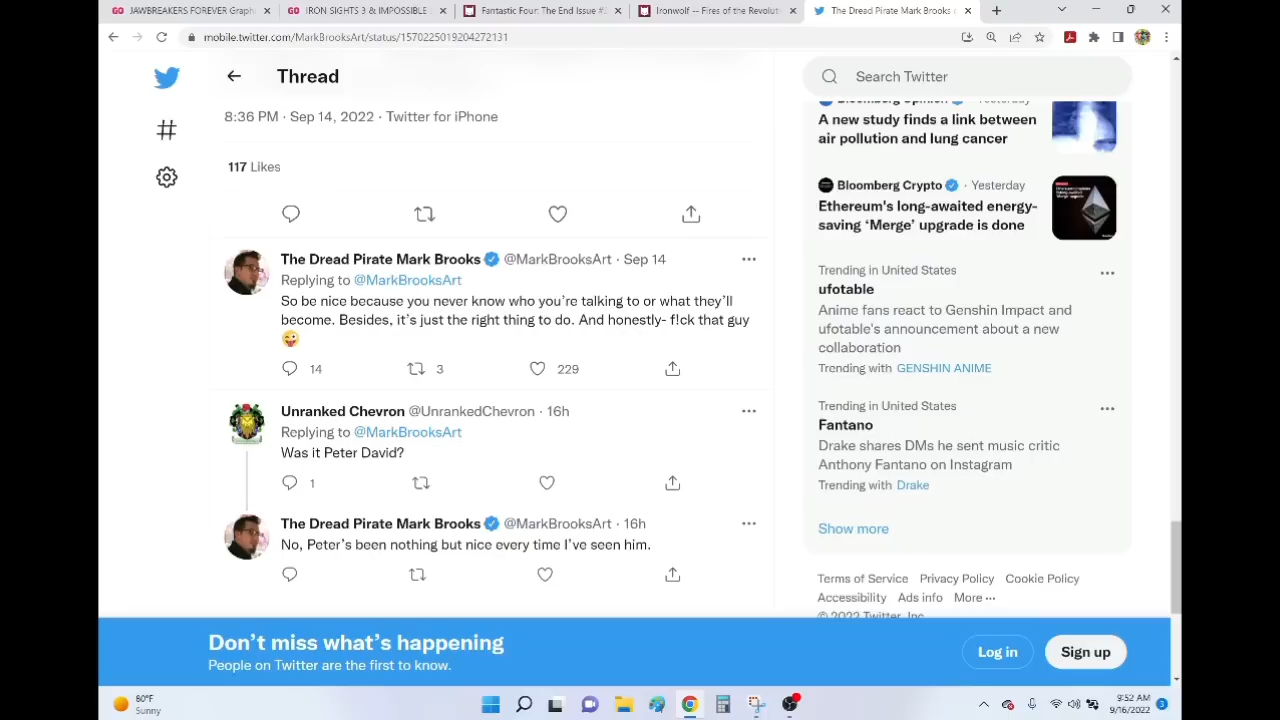 JAWBREAKERS FOREVER Graph
IRON SIGHTS 3 & IMPOSSIBLE
Fantastic Four: The End Issue #
Ironwolf -- Fires of the Revolut
The Dread Pirate Mark Brooks
mobile.twitter.com/MarkBrooksArt/status/1570225019204272131
Thread
8:36 PM · Sep 14, 2022 · Twitter for iPhone
117 Likes
The Dread Pirate Mark Brooks @MarkBrooksArt · Sep 14
Replying to @MarkBrooksArt
So be nice because you never know who you're talking to or what they'll
become. Besides, it's just the right thing to do. And honestly- f!ck that guy
😜
14 3 229
Unranked Chevron @UnrankedChevron · 16h
Replying to @MarkBrooksArt
Was it Peter David?
1
The Dread Pirate Mark Brooks @MarkBrooksArt · 16h
No, Peter's been nothing but nice every time I've seen him.
Search Twitter
Bloomberg Opinion · Yesterday
A new study finds a link between
air pollution and lung cancer
Bloomberg Crypto · Yesterday
Ethereum's long-awaited energy-
saving 'Merge' upgrade is done
Trending in United States
ufotable
Anime fans react to Genshin Impact and
ufotable's announcement about a new
collaboration
Trending with GENSHIN ANIME
Trending in United States
Fantano
Drake shares DMs he sent music critic
Anthony Fantano on Instagram
Trending with Drake
Show more
Terms of Service Privacy Policy Cookie Policy
Accessibility Ads info More ···
© 2022 Twitter, Inc.
Don't miss what's happening
People on Twitter are the first to know.
Log in
Sign up
60°F
Sunny
9:52 AM
9/16/2022
3